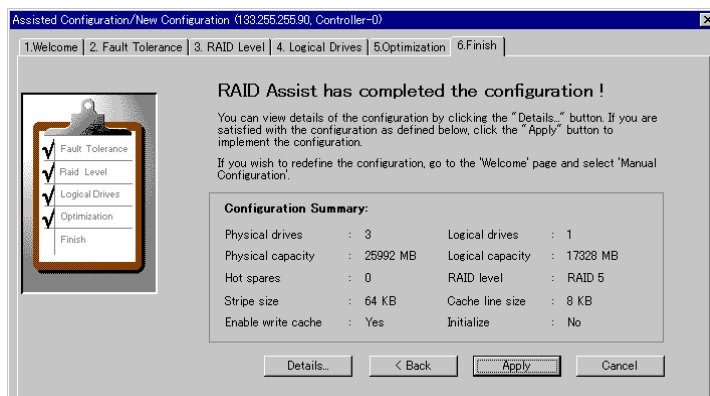 Assisted Configuration/New Configuration (133.255.255.90, Controller-0)
1.Welcome 2. Fault Tolerance 3. RAID Level 4. Logical Drives 5.Optimization 6.Finish
RAID Assist has completed the configuration !
You can view details of the configuration by clicking the "Details..." button. If you are
satisfied with the configuration as defined below, click the "Apply" button to
implement the configuration.
If you wish to redefine the configuration, go to the 'Welcome' page and select 'Manual
Configuration'.
Fault Tolerance
Raid Level
Logical Drives
Optimization
Finish
Configuration Summary:
Physical drives : 3 Logical drives : 1
Physical capacity : 25992 MB Logical capacity : 17328 MB
Hot spares : 0 RAID level : RAID 5
Stripe size : 64 KB Cache line size : 8 KB
Enable write cache : Yes Initialize : No
Details... < Back Apply Cancel